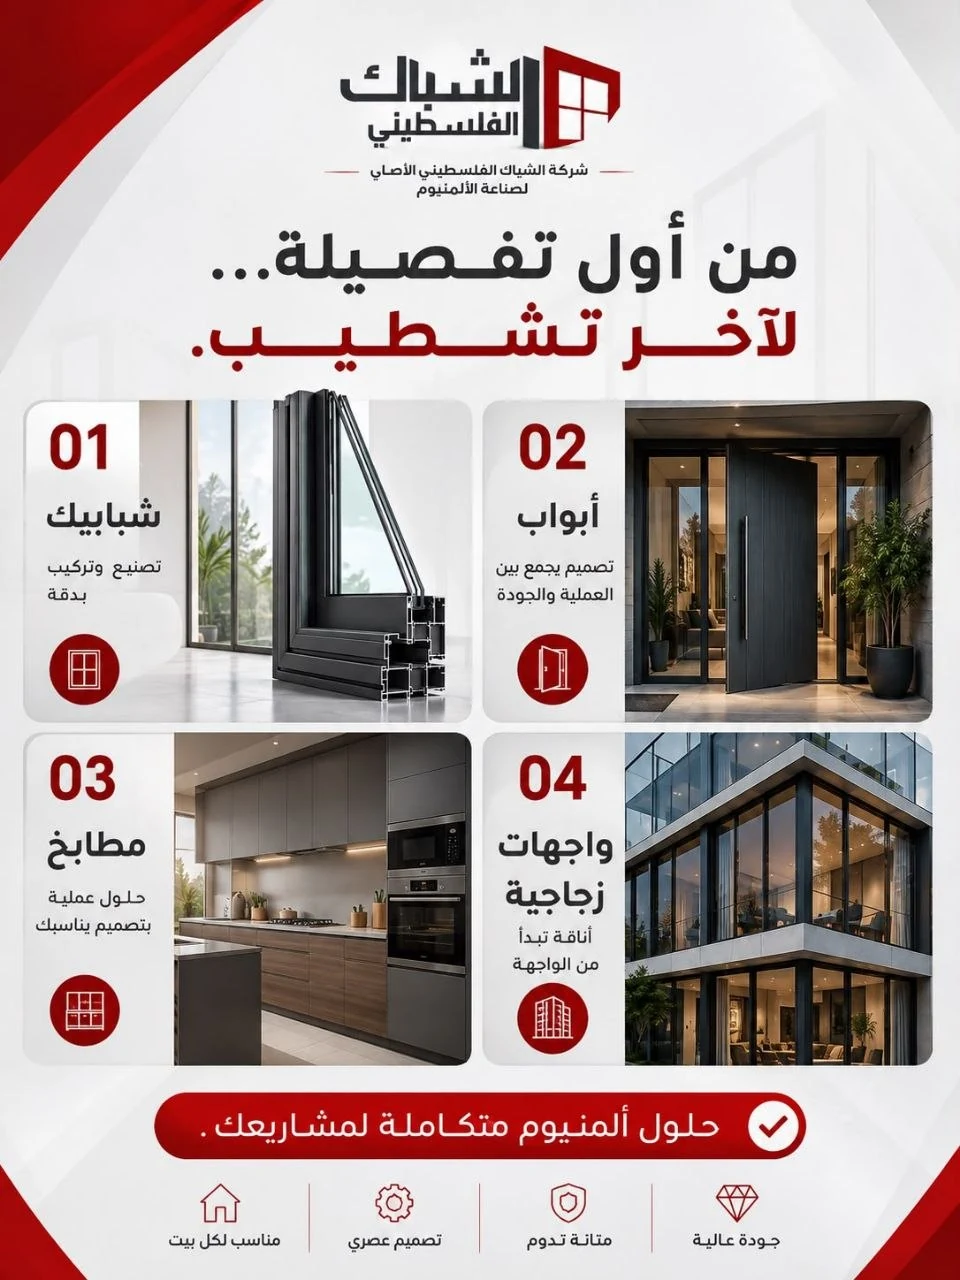 الشباك
الفلسطيني
شركة الشباك الفلسطيني الأصلي
لصناعة الألمنيوم
من أول تفصيلة...
لآخر تشطيب.
01
شبابيك
تصنيع وتركيب
بدقة
02
أبواب
تصميم يجمع بين
العملية والجودة
03
مطابخ
حلول عملية
بتصميم يناسبك
04
واجهات
زجاجية
أناقة تبدأ
من الواجهة
حلول ألمنيوم متكاملة لمشاريعك .
جودة عالية
متانة تدوم
تصميم عصري
مناسب لكل بيت